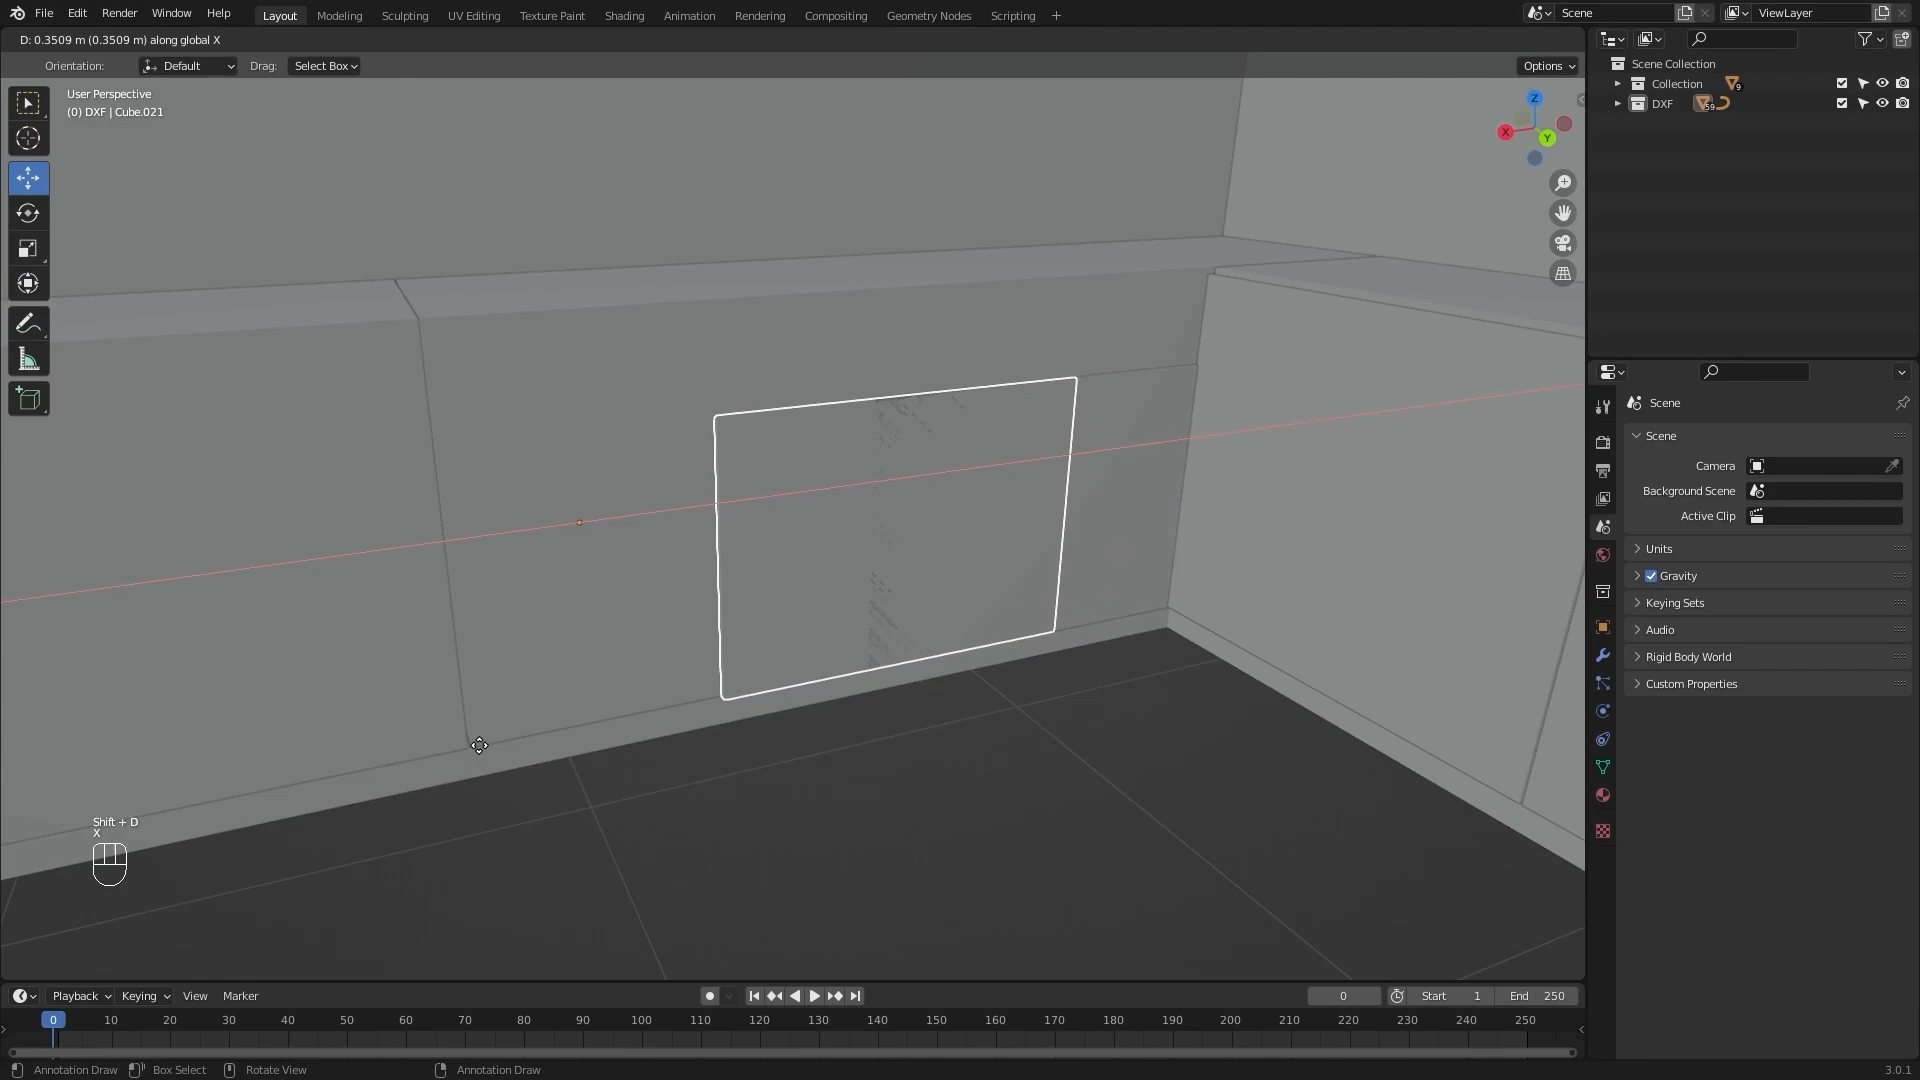 File Edit Render Window Help
Layout Modeling Sculpting UV Editing Texture Paint Shading Animation Rendering Compositing Geometry Nodes Scripting +
Scene
ViewLayer
D: 0.3509 m (0.3509 m) along global X
Orientation: Default Drag: Select Box
Options
User Perspective
(0) DXF | Cube.021
Z
X
Y
Scene Collection
Collection 9
DXF 59
Scene
Scene
Camera
Background Scene
Active Clip
Units
Gravity
Keying Sets
Audio
Rigid Body World
Custom Properties
Shift + D
X
Playback Keying View Marker
0
Start 1
End 250
0 10 20 30 40 50 60 70 80 90 100 110 120 130 140 150 160 170 180 190 200 210 220 230 240 250
Annotation Draw Box Select Rotate View Annotation Draw
3.0.1